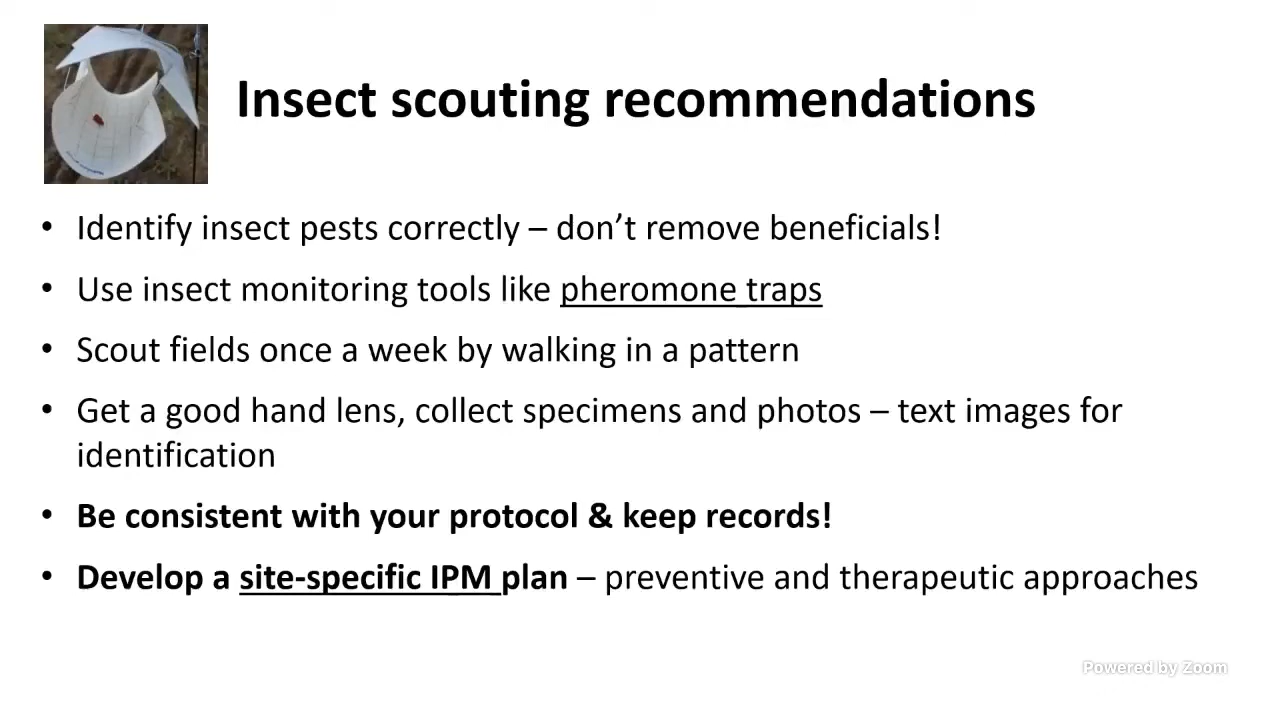 Insect scouting recommendations
• Identify insect pests correctly – don’t remove beneficials!
• Use insect monitoring tools like pheromone traps
• Scout fields once a week by walking in a pattern
• Get a good hand lens, collect specimens and photos – text images for
identification
• Be consistent with your protocol & keep records!
• Develop a site-specific IPM plan – preventive and therapeutic approaches
Powered by Zoom